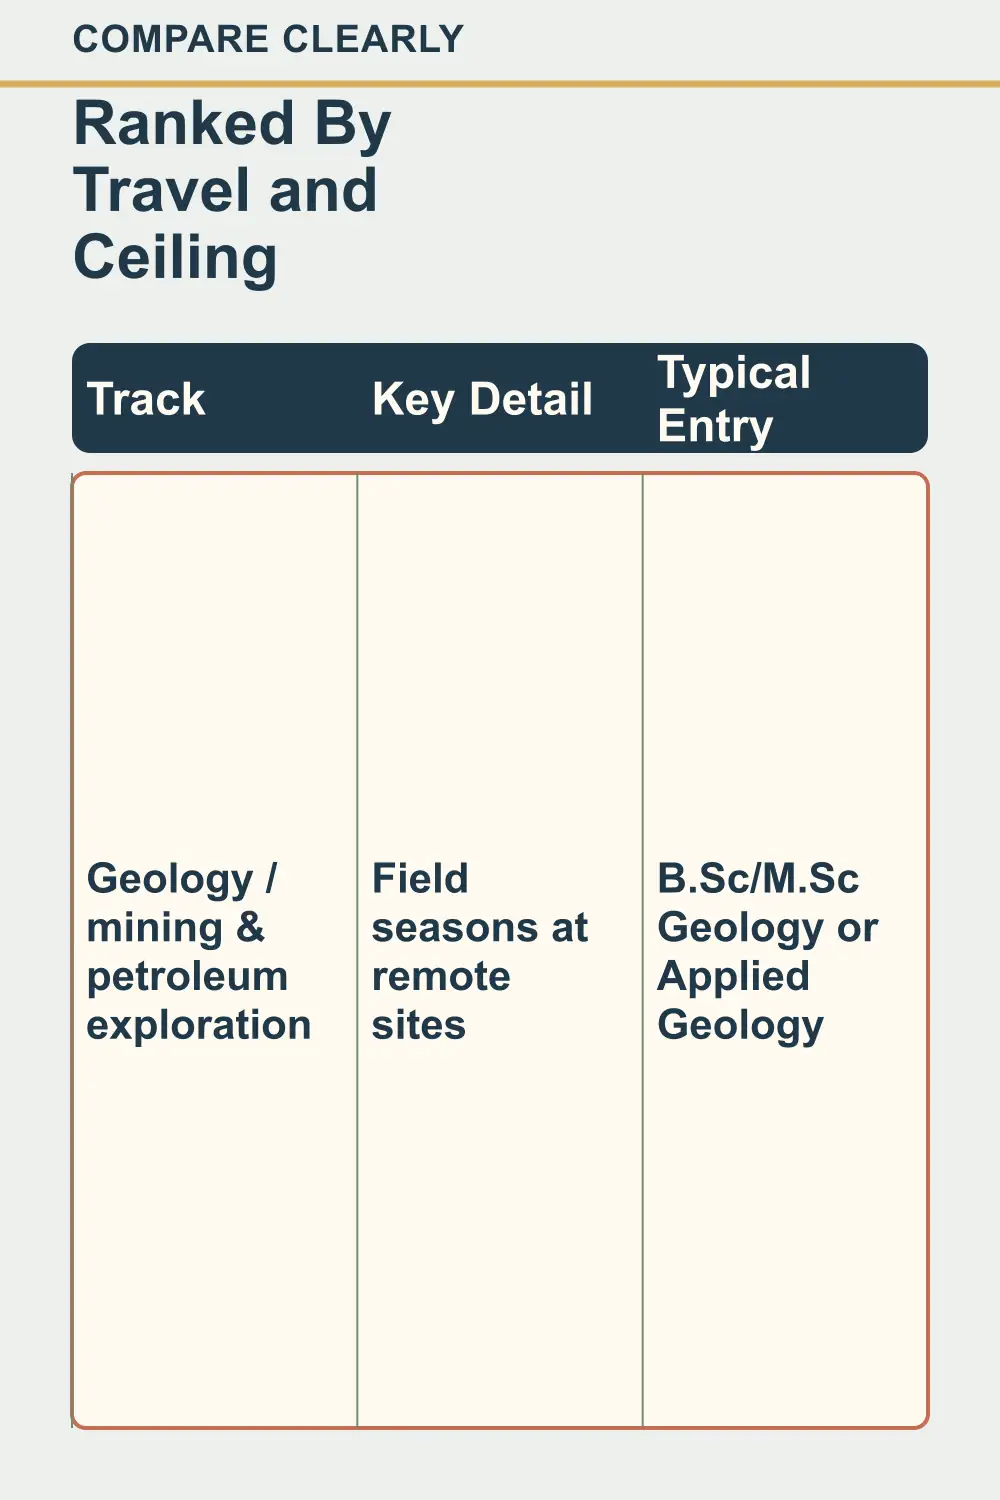 COMPARE CLEARLY
Ranked By
Travel and
Ceiling
Track
Key Detail
Typical
Entry
Geology /
mining &
petroleum
exploration
Field
seasons at
remote
sites
B.Sc/M.Sc
Geology or
Applied
Geology